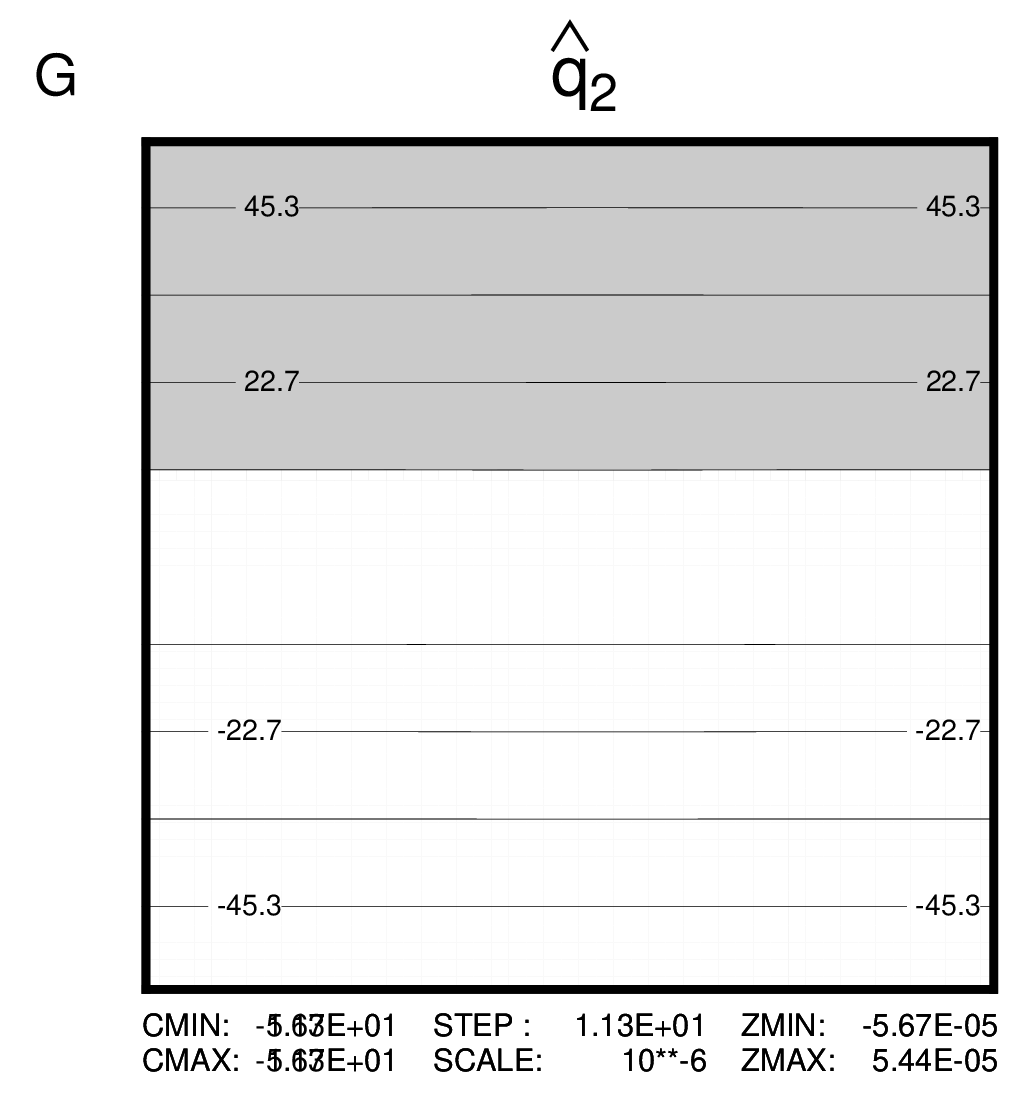 G
q̂2
45.3 45.3
22.7 22.7
-22.7 -22.7
-45.3 -45.3
CMIN: STEP : 1.13E+01 ZMIN: -5.67E-05
CMAX: SCALE: 10**-6 ZMAX: 5.44E-05